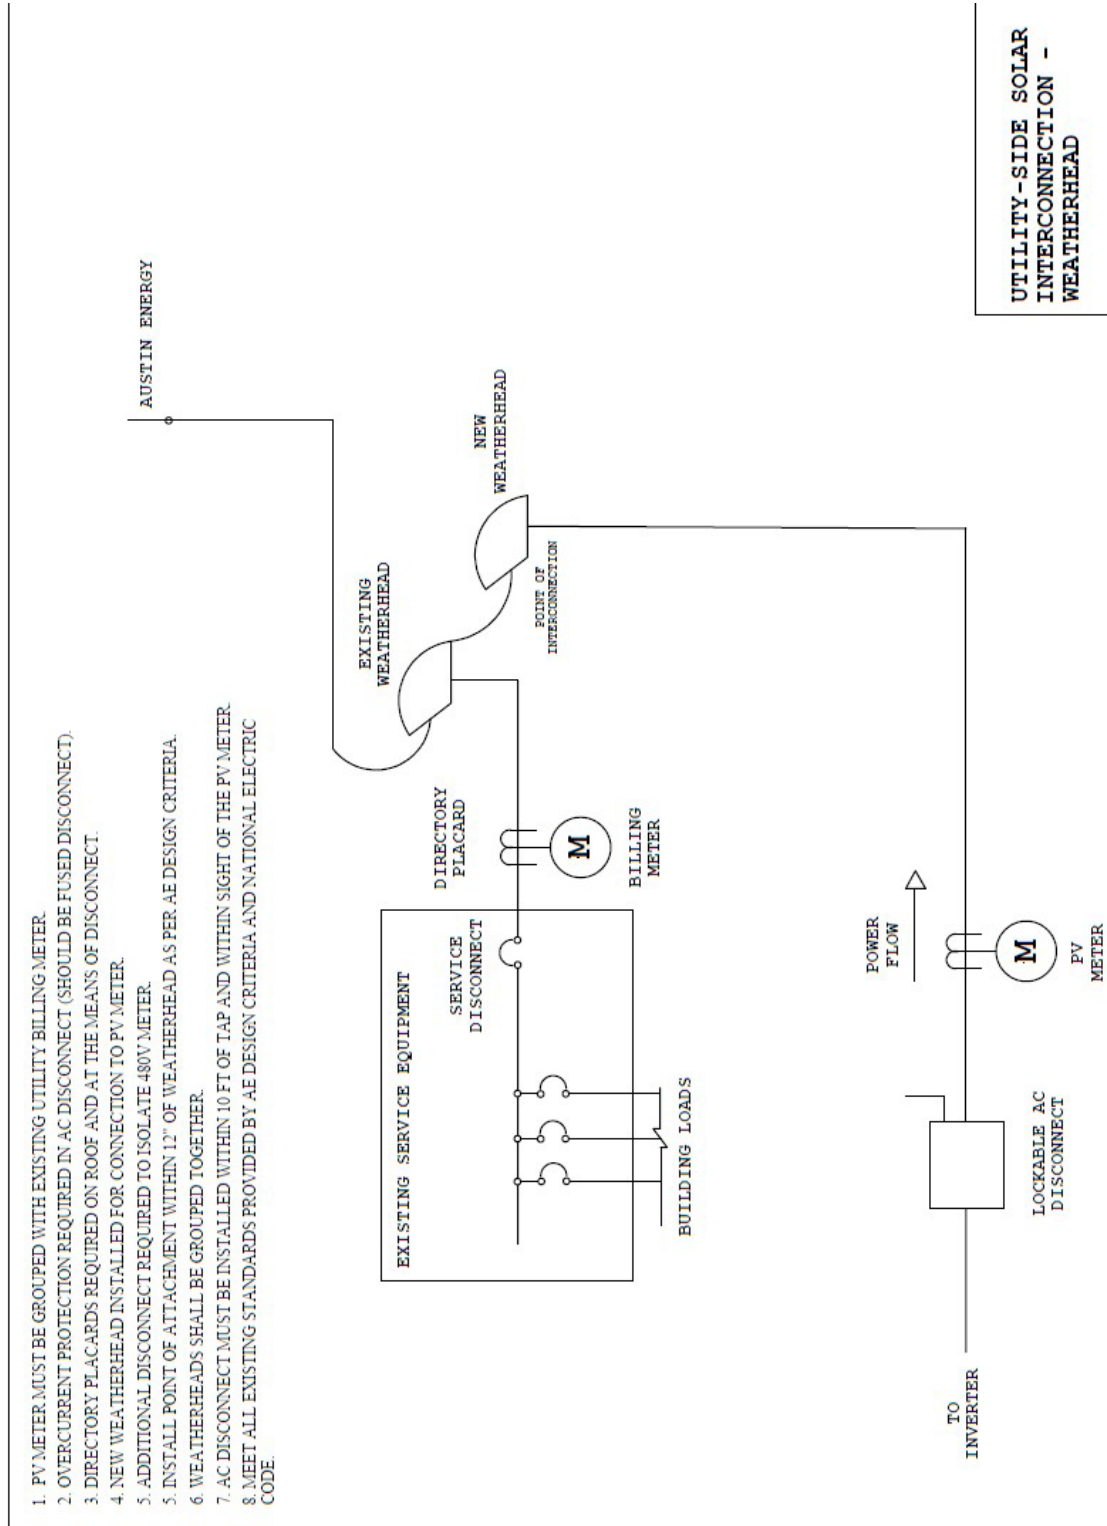 1. PV METER MUST BE GROUPED WITH EXISTING UTILITY BILLING METER.
2. OVERCURRENT PROTECTION REQUIRED IN AC DISCONNECT (SHOULD BE FUSED DISCONNECT).
3. DIRECTORY PLACARDS REQUIRED ON ROOF AND AT THE MEANS OF DISCONNECT.
4. NEW WEATHERHEAD INSTALLED FOR CONNECTION TO PV METER.
5. ADDITIONAL DISCONNECT REQUIRED TO ISOLATE 480V METER.
5. INSTALL POINT OF ATTACHMENT WITHIN 12" OF WEATHERHEAD AS PER AE DESIGN CRITERIA.
6. WEATHERHEADS SHALL BE GROUPED TOGETHER.
7. AC DISCONNECT MUST BE INSTALLED WITHIN 10 FT OF TAP AND WITHIN SIGHT OF THE PV METER.
8. MEET ALL EXISTING STANDARDS PROVIDED BY AE DESIGN CRITERIA AND NATIONAL ELECTRIC
CODE.
AUSTIN ENERGY
EXISTING
WEATHERHEAD
NEW
WEATHERHEAD
POINT OF
INTERCONNECTION
DIRECTORY
PLACARD
M
BILLING
METER
EXISTING SERVICE EQUIPMENT
SERVICE
DISCONNECT
BUILDING LOADS
POWER
FLOW
M
PV
METER
LOCKABLE AC
DISCONNECT
TO
INVERTER
UTILITY-SIDE SOLAR
INTERCONNECTION -
WEATHERHEAD